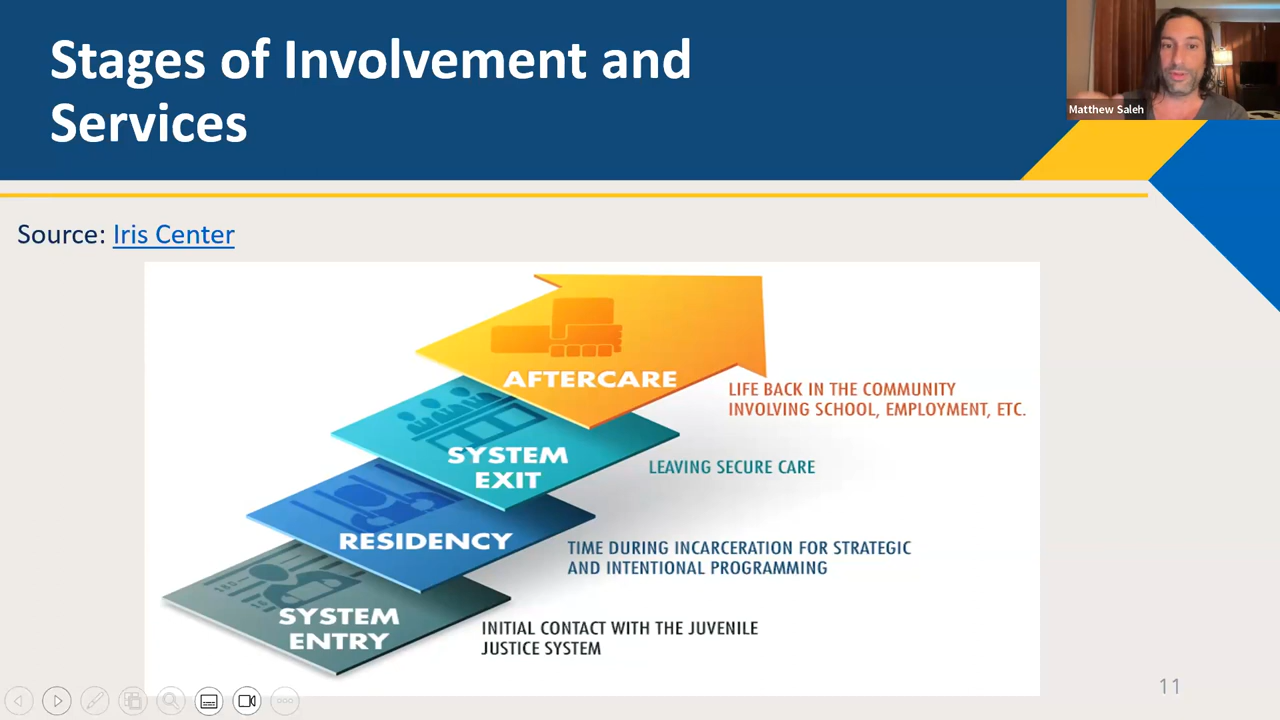 Stages of Involvement and
Services
Matthew Saleh
Source: Iris Center
AFTERCARE
LIFE BACK IN THE COMMUNITY
INVOLVING SCHOOL, EMPLOYMENT, ETC.
SYSTEM
EXIT
LEAVING SECURE CARE
RESIDENCY
TIME DURING INCARCERATION FOR STRATEGIC
AND INTENTIONAL PROGRAMMING
SYSTEM
ENTRY
INITIAL CONTACT WITH THE JUVENILE
JUSTICE SYSTEM
11